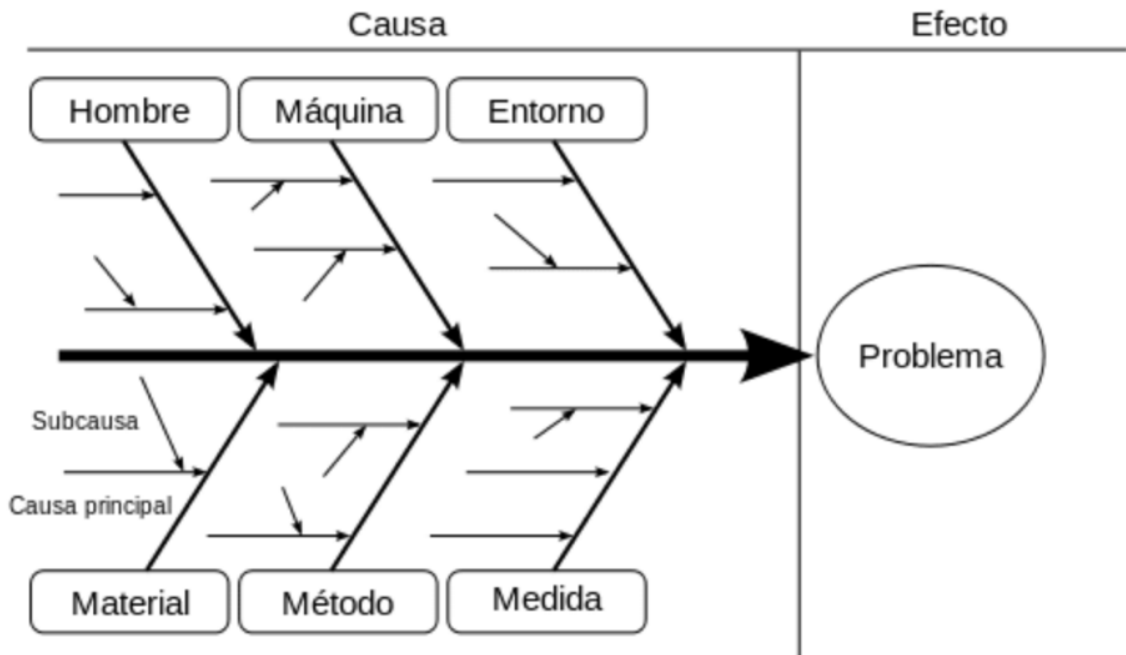 Causa
Efecto
Hombre
Máquina
Entorno
Problema
Subcausa
Causa principal
Material
Método
Medida